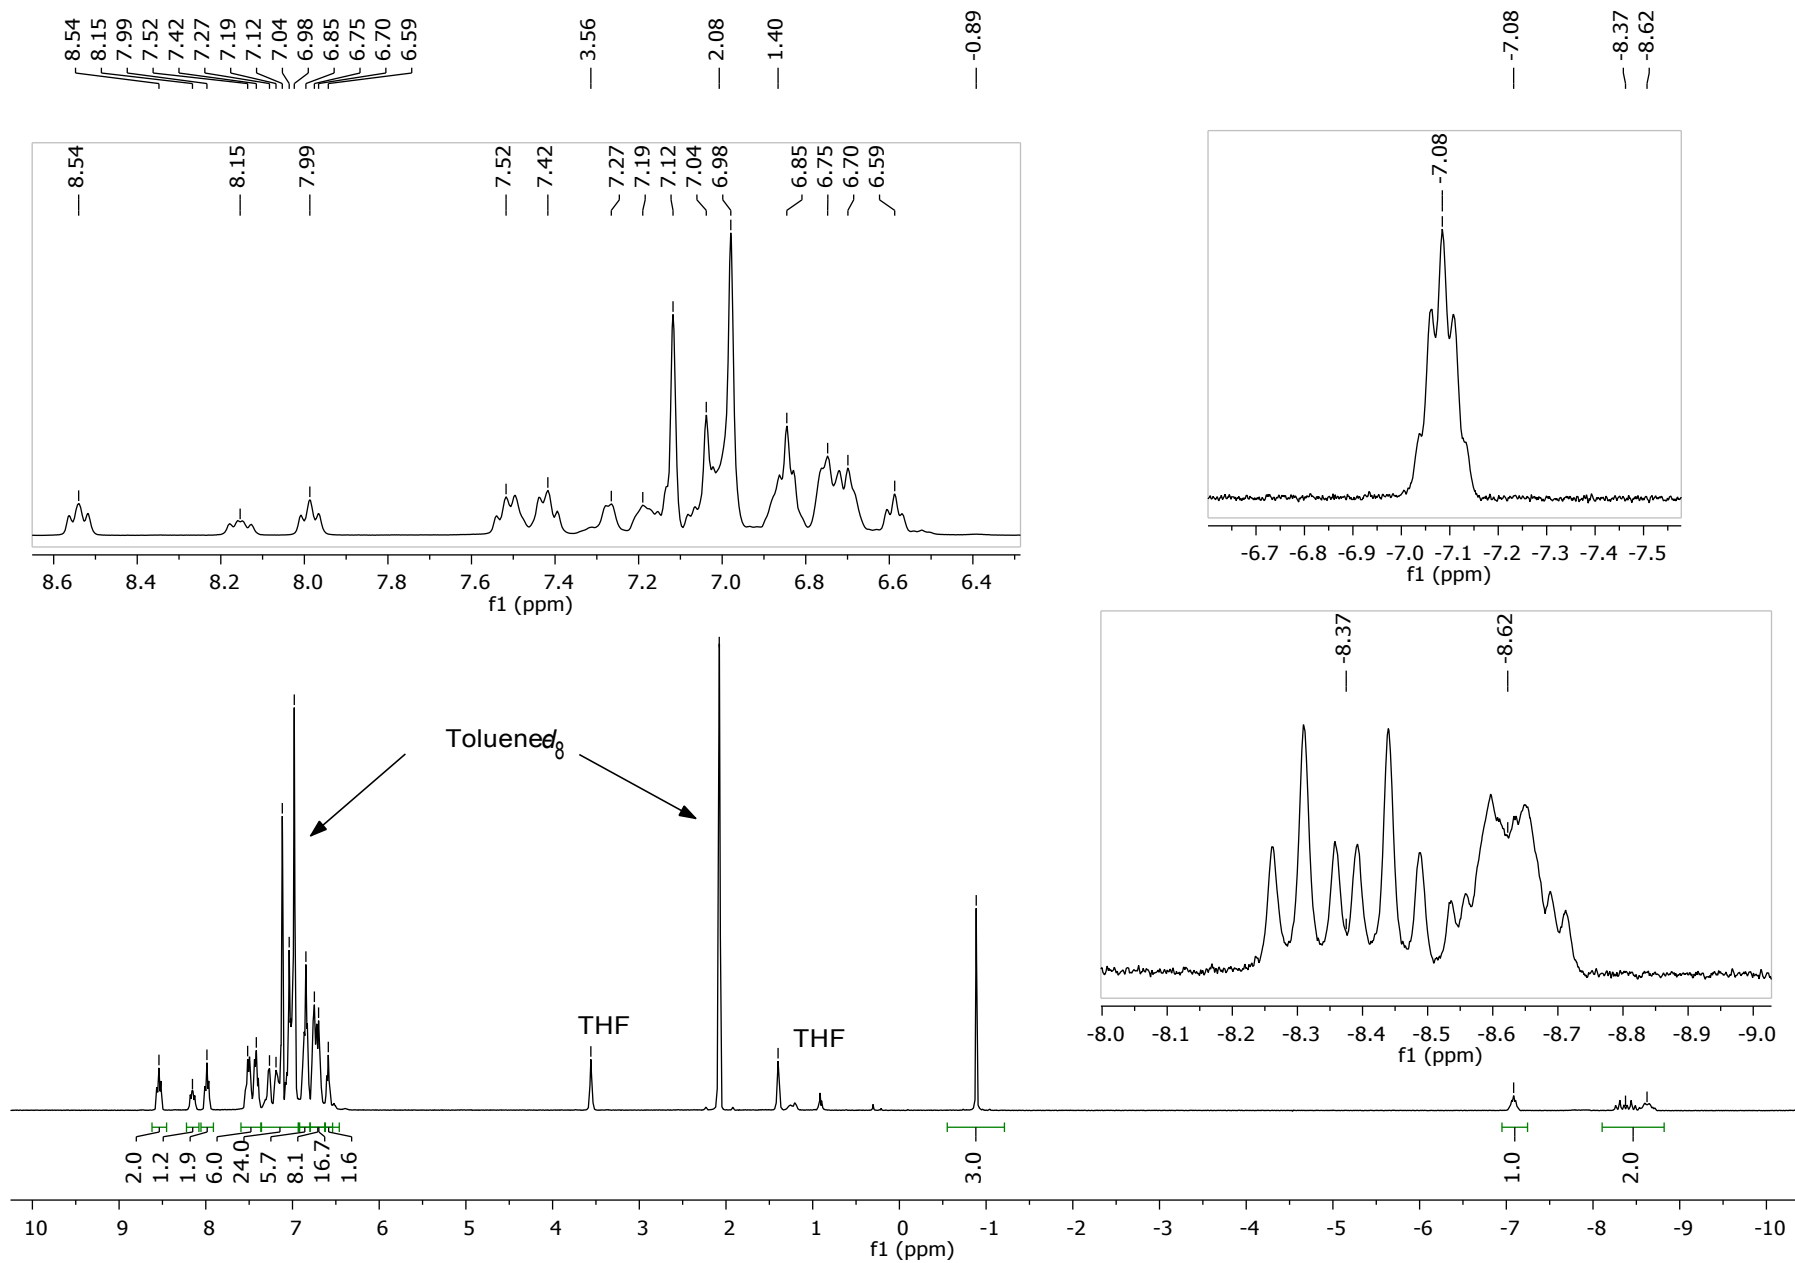 8.54 8.15 7.99 7.52 7.42 7.27 7.19 7.12 7.04 6.98 6.85 6.75 6.70 6.59 3.56 2.08 1.40 -0.89 -7.08 -8.37 -8.62
8.54 8.15 7.99 7.52 7.42 7.27 7.19 7.12 7.04 6.98 6.85 6.75 6.70 6.59
8.6 8.4 8.2 8.0 7.8 7.6 7.4 7.2 7.0 6.8 6.6 6.4
f1 (ppm)
-7.08
-6.7 -6.8 -6.9 -7.0 -7.1 -7.2 -7.3 -7.4 -7.5
f1 (ppm)
-8.37 -8.62
-8.0 -8.1 -8.2 -8.3 -8.4 -8.5 -8.6 -8.7 -8.8 -8.9 -9.0
f1 (ppm)
Toluened8
THF
THF
2.0 1.2 1.9 6.0 24.0 5.7 8.1 16.7 1.6 3.0 1.0 2.0
10 9 8 7 6 5 4 3 2 1 0 -1 -2 -3 -4 -5 -6 -7 -8 -9 -10
f1 (ppm)